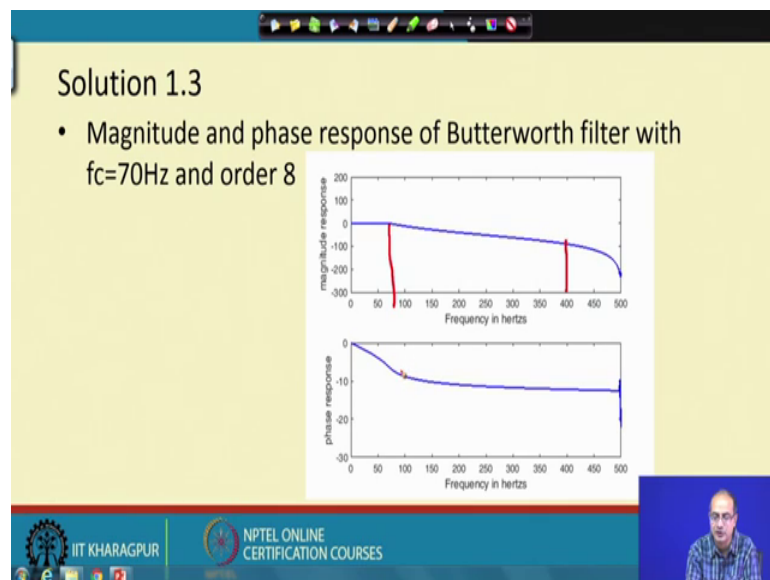 Solution 1.3
• Magnitude and phase response of Butterworth filter with
fc=70Hz and order 8
magnitude response
200
100
0
-100
-200
-300
0 50 100 150 200 250 300 350 400 450 500
Frequency in hertzs
phase response
0
-10
-20
-30
0 50 100 150 200 250 300 350 400 450 500
Frequency in hertzs
IIT KHARAGPUR
NPTEL ONLINE
CERTIFICATION COURSES